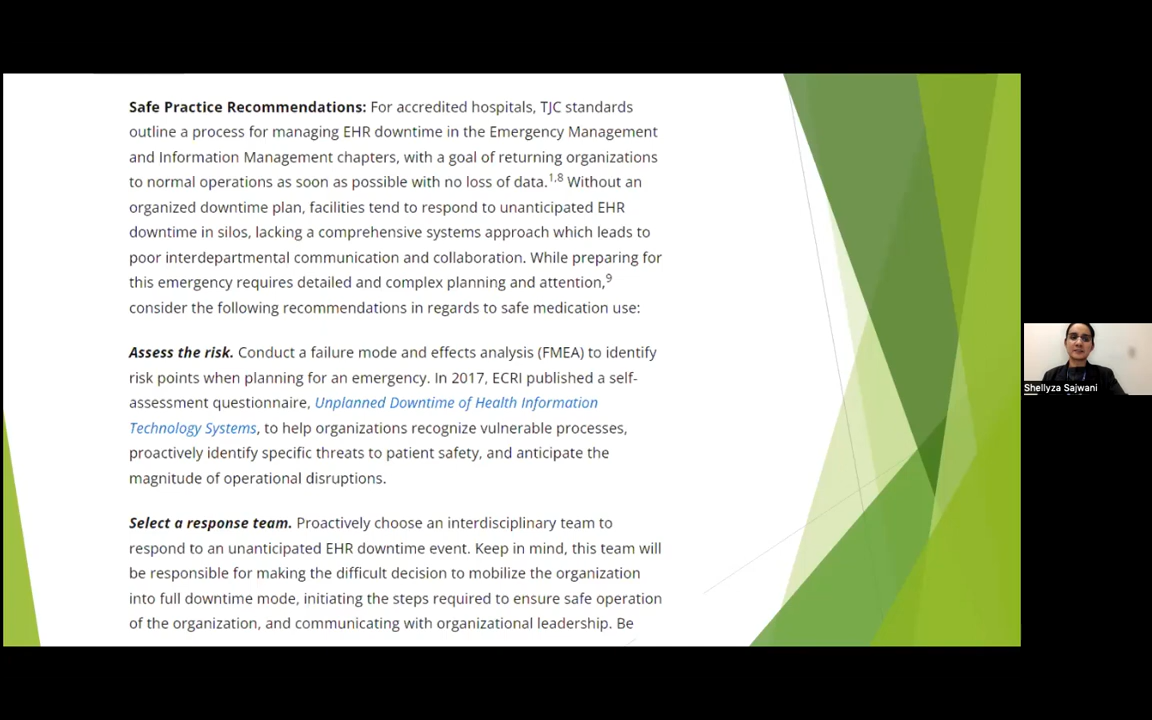 Safe Practice Recommendations: For accredited hospitals, TJC standards
outline a process for managing EHR downtime in the Emergency Management
and Information Management chapters, with a goal of returning organizations
to normal operations as soon as possible with no loss of data.1,8 Without an
organized downtime plan, facilities tend to respond to unanticipated EHR
downtime in silos, lacking a comprehensive systems approach which leads to
poor interdepartmental communication and collaboration. While preparing for
this emergency requires detailed and complex planning and attention,9
consider the following recommendations in regards to safe medication use:
Assess the risk. Conduct a failure mode and effects analysis (FMEA) to identify
risk points when planning for an emergency. In 2017, ECRI published a self-
assessment questionnaire, Unplanned Downtime of Health Information
Technology Systems, to help organizations recognize vulnerable processes,
proactively identify specific threats to patient safety, and anticipate the
magnitude of operational disruptions.
Select a response team. Proactively choose an interdisciplinary team to
respond to an unanticipated EHR downtime event. Keep in mind, this team will
be responsible for making the difficult decision to mobilize the organization
into full downtime mode, initiating the steps required to ensure safe operation
of the organization, and communicating with organizational leadership. Be
Shellyza Sajwani